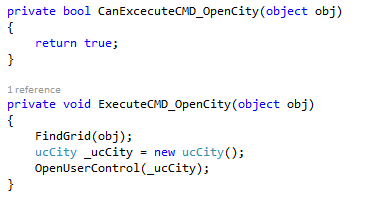 private bool CanExcecuteCMD_OpenCity(object obj)
{
return true;
}
1 reference
private void ExecuteCMD_OpenCity(object obj)
{
FindGrid(obj);
ucCity _ucCity = new ucCity();
OpenUserControl(_ucCity);
}